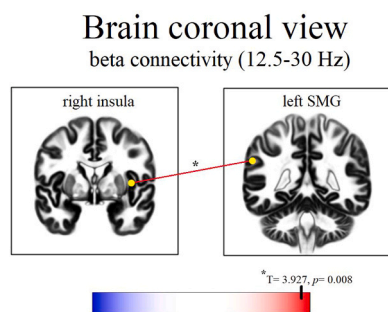 Brain coronal view
beta connectivity (12.5-30 Hz)
right insula
left SMG
*
*T= 3.927, p= 0.008